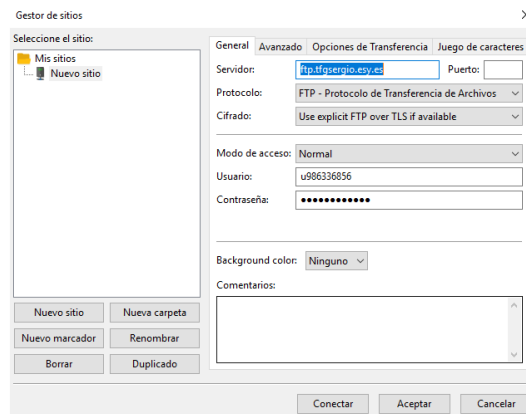 Gestor de sitios
Seleccione el sitio:
Mis sitios
Nuevo sitio
Nuevo sitio Nueva carpeta
Nuevo marcador Renombrar
Borrar Duplicado
General Avanzado Opciones de Transferencia Juego de caracteres
Servidor: ftp.tfgsergio.esy.es Puerto:
Protocolo: FTP - Protocolo de Transferencia de Archivos
Cifrado: Use explicit FTP over TLS if available
Modo de acceso: Normal
Usuario: u986336856
Contraseña: ●●●●●●●●●●●●
Background color: Ninguno
Comentarios:
Conectar Aceptar Cancelar